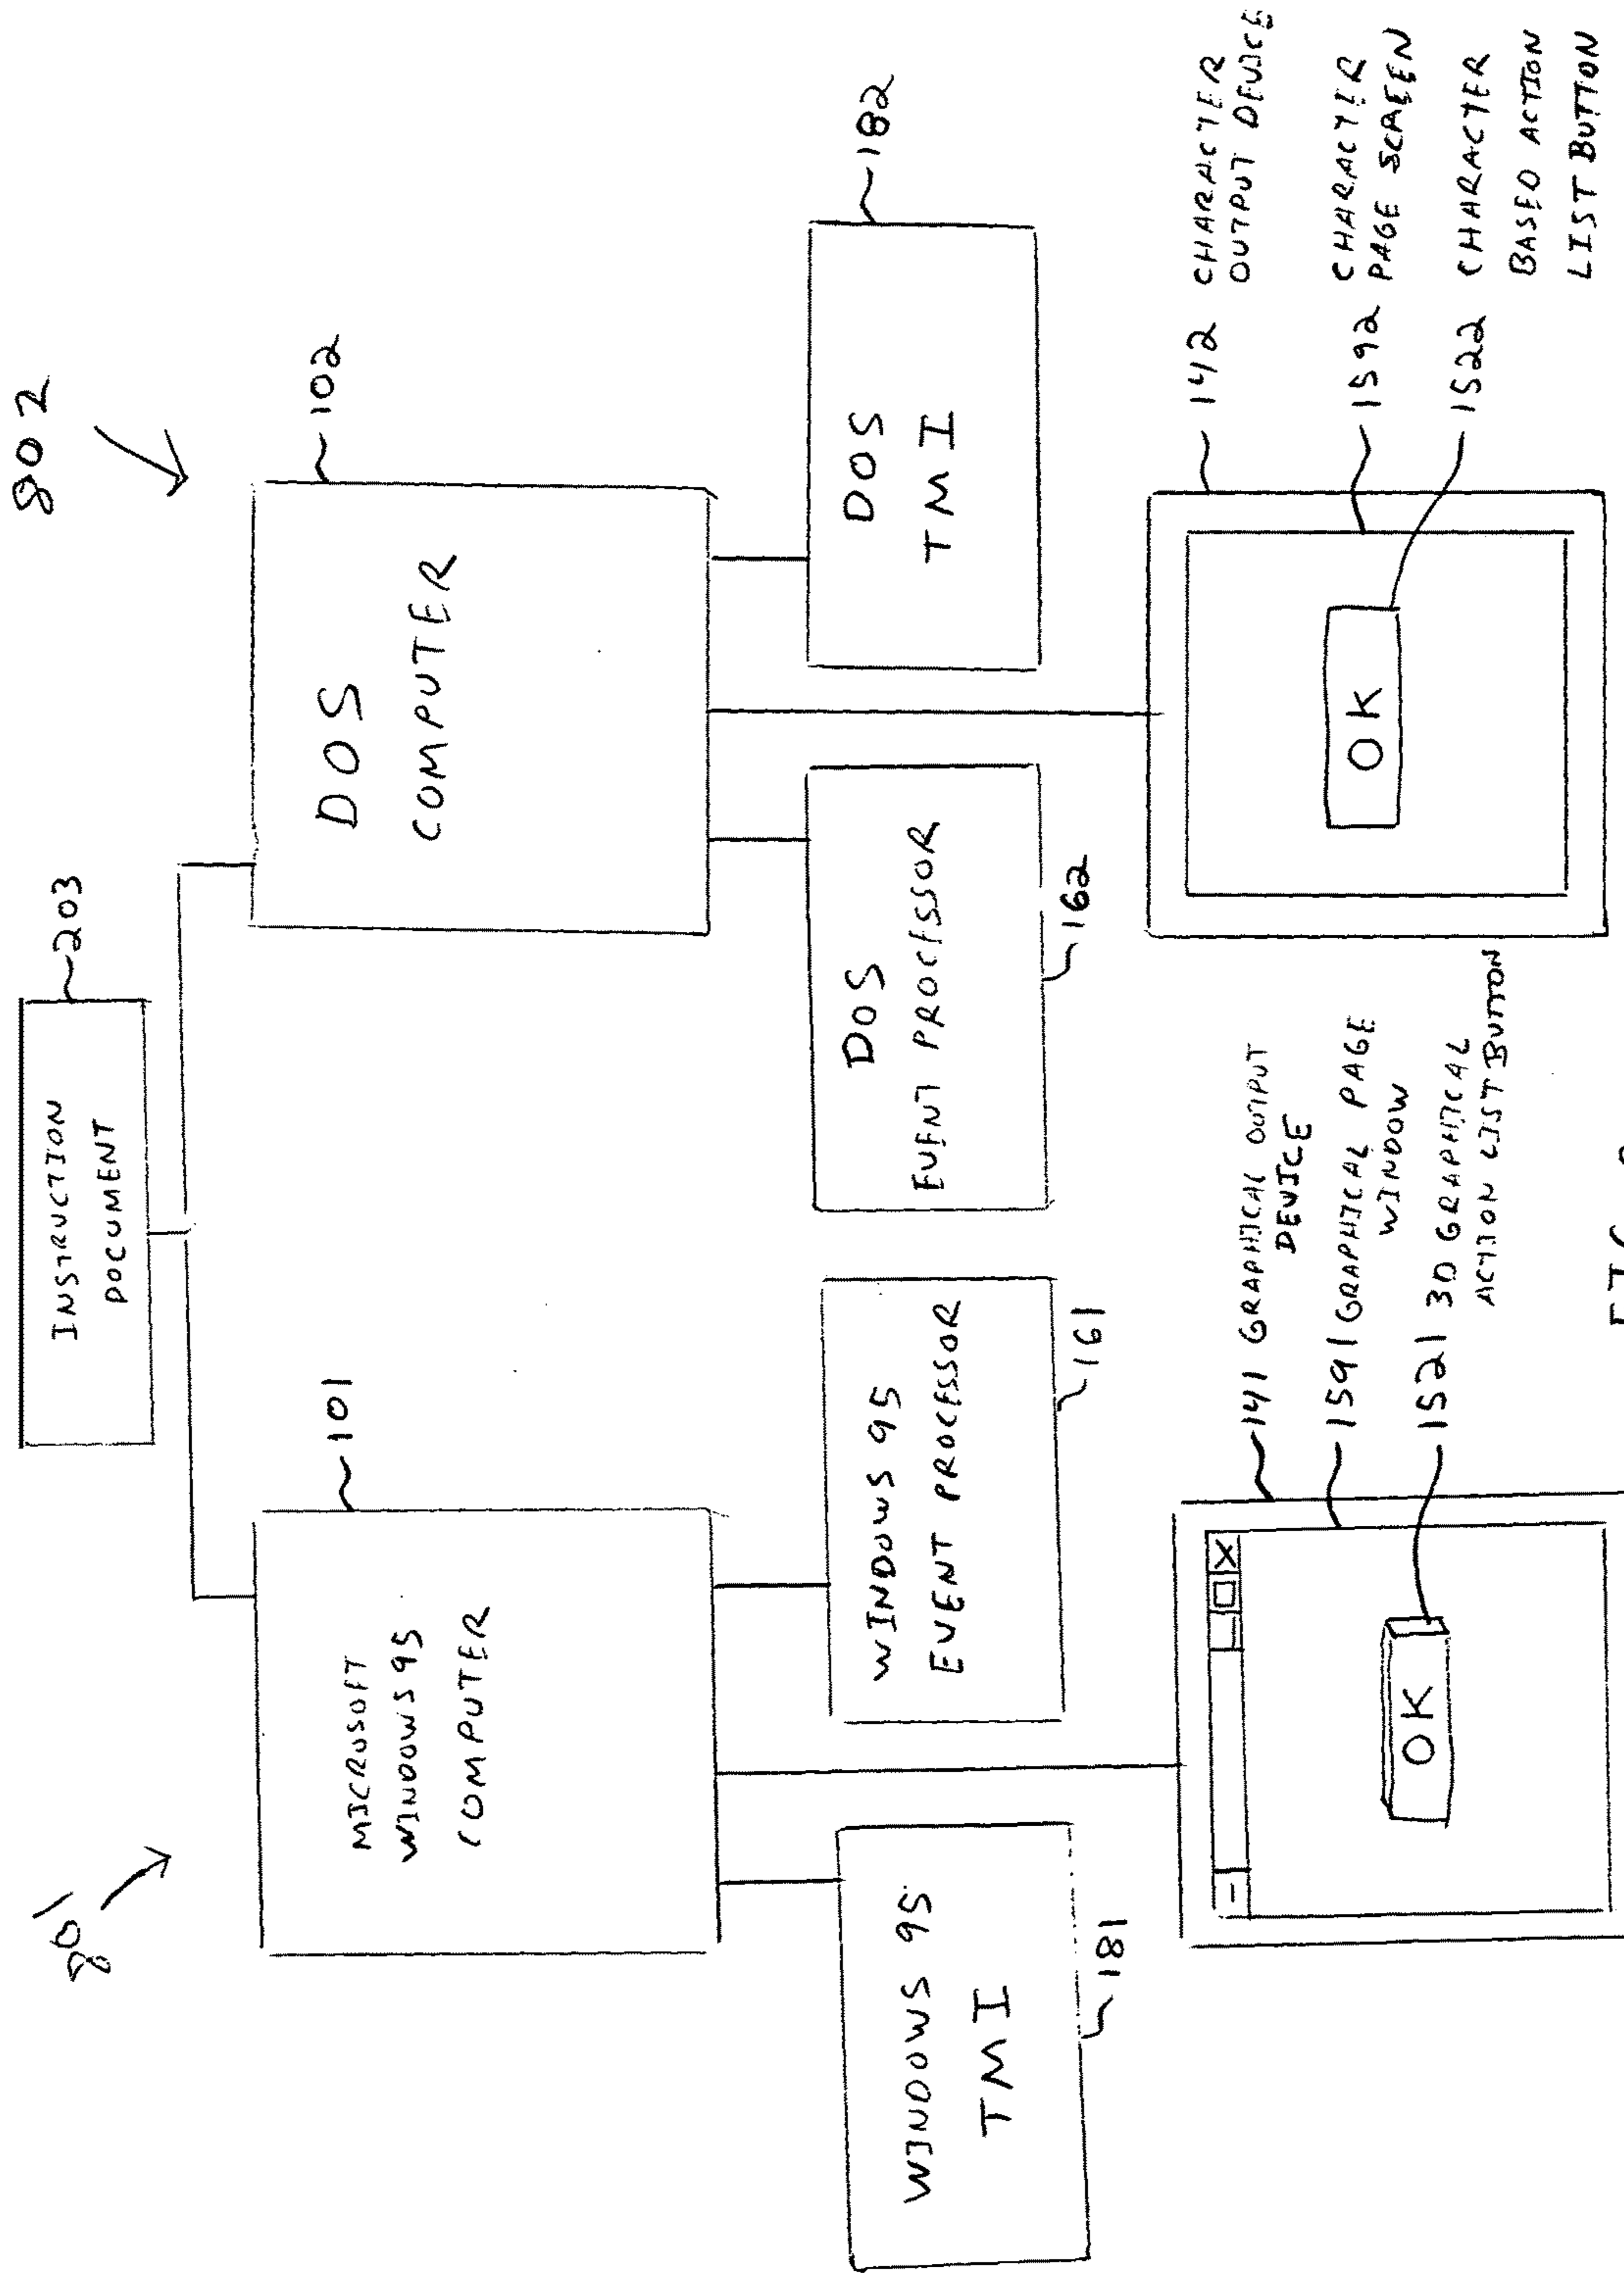 801
802
INSTRUCTION
DOCUMENT
203
MICROSOFT
WINDOWS 95
COMPUTER
101
DOS
COMPUTER
102
WINDOWS 95
TMI
181
WINDOWS 95
EVENT PROCESSOR
161
DOS
EVENT PROCESSOR
162
DOS
TMI
182
OK
141 GRAPHICAL OUTPUT
DEVICE
1591 GRAPHICAL PAGE
WINDOW
1521 3D GRAPHICAL
ACTION LIST BUTTON
OK
142 CHARACTER
OUTPUT DEVICE
1592 CHARACTER
PAGE SCREEN
1522 CHARACTER
BASED ACTION
LIST BUTTON